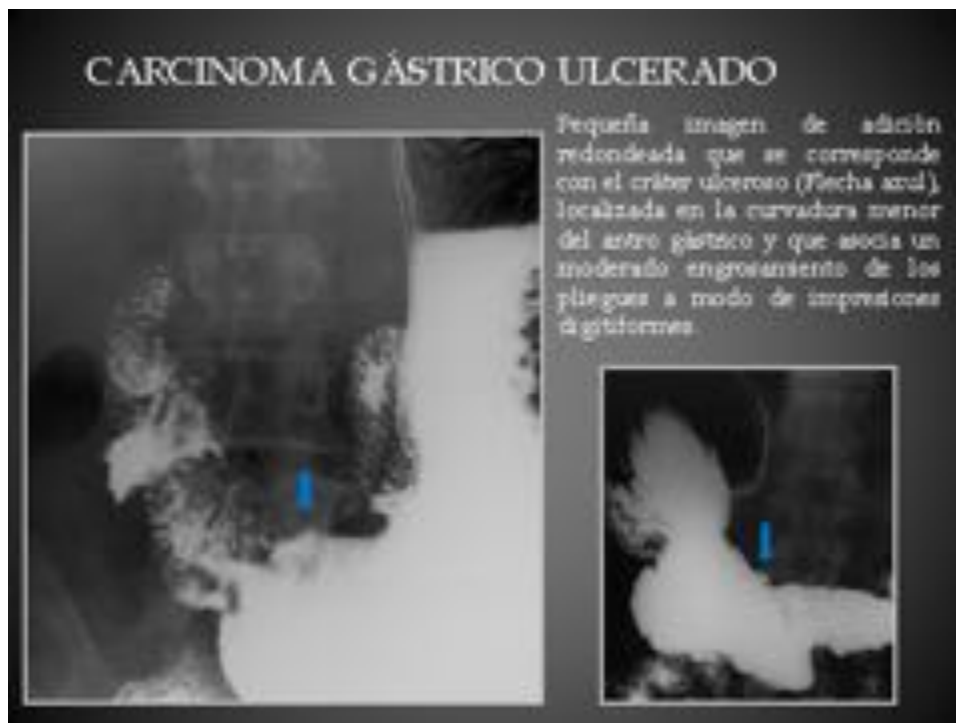 CARCINOMA GÁSTRICO ULCERADO
Pequeña imagen de adición
redondeada que se corresponde
con el cráter ulceroso (Flecha azul),
localizada en la curvadura menor
del antro gástrico y que asocia un
moderado engrosamiento de los
pliegues a modo de impresiones
digitiformes